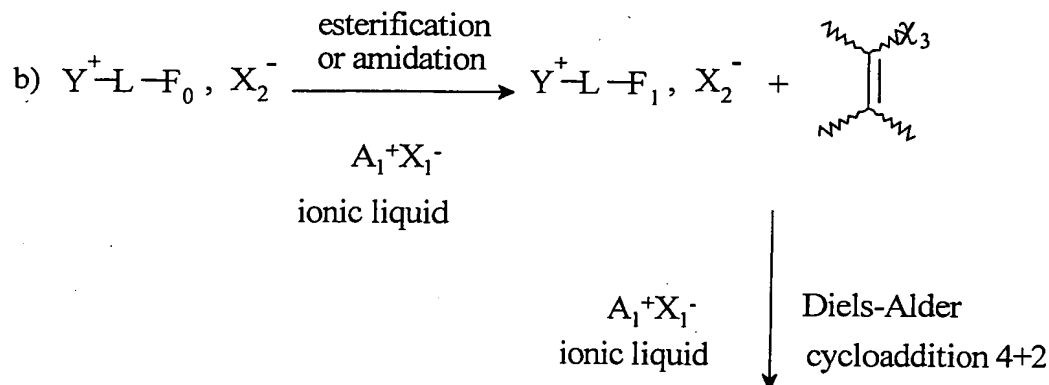 esterification
or amidation
b) Y⁺–L–F₀ , X₂⁻ → Y⁺–L–F₁ , X₂⁻ +
χ₃
A₁⁺X₁⁻
ionic liquid
A₁⁺X₁⁻ Diels-Alder
ionic liquid cycloaddition 4+2